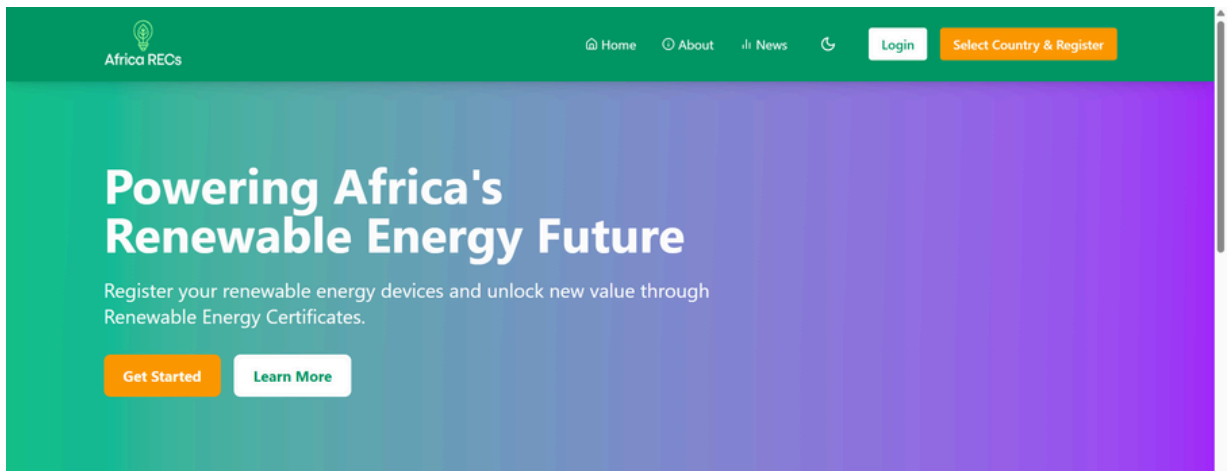 Africa RECs
Home
About
News
Login
Select Country & Register
Powering Africa's
Renewable Energy Future
Register your renewable energy devices and unlock new value through
Renewable Energy Certificates.
Get Started
Learn More